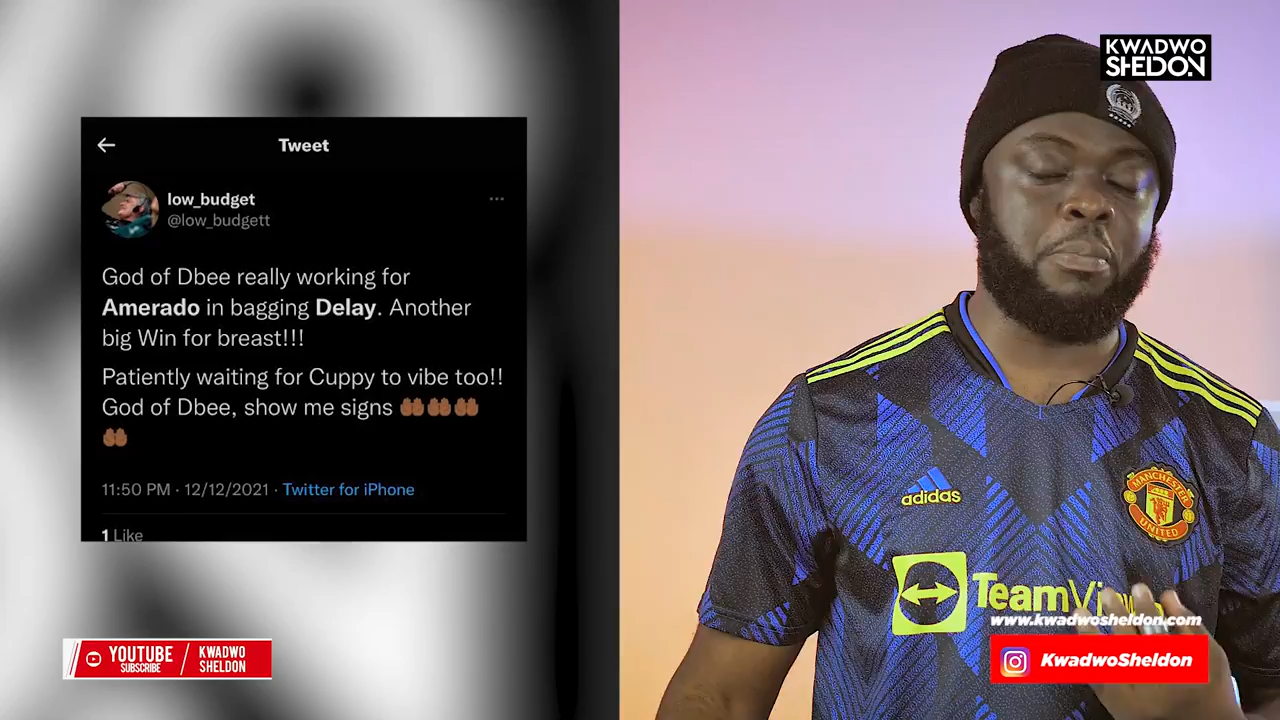 Tweet
low_budget
@low_budgett
God of Dbee really working for
Amerado in bagging Delay. Another
big Win for breast!!!
Patiently waiting for Cuppy to vibe too!!
God of Dbee, show me signs 🙌🏾🙌🏾🙌🏾
🙌🏾
11:50 PM · 12/12/2021 · Twitter for iPhone
1 Like
YOUTUBE
SUBSCRIBE
KWADWO
SHELDON
KWADWO
SHELDON
adidas
MANCHESTER
UNITED
TeamVi
www.kwadwosheldon.com
KwadwoSheldon